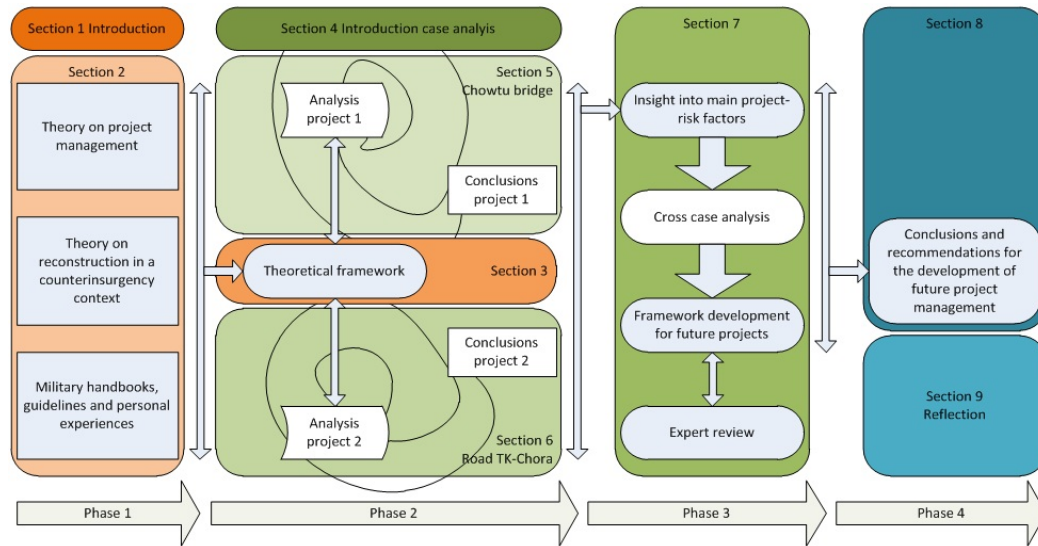 Section 1 Introduction
Section 2
Theory on project
management
Theory on
reconstruction in a
counterinsurgency
context
Military handbooks,
guidelines and personal
experiences
Section 4 Introduction case analyis
Section 5
Chowtu bridge
Analysis
project 1
Conclusions
project 1
Theoretical framework
Section 3
Conclusions
project 2
Analysis
project 2
Section 6
Road TK-Chora
Section 7
Insight into main project-
risk factors
Cross case analysis
Framework development
for future projects
Expert review
Section 8
Conclusions and
recommendations for
the development of
future project
management
Section 9
Reflection
Phase 1
Phase 2
Phase 3
Phase 4